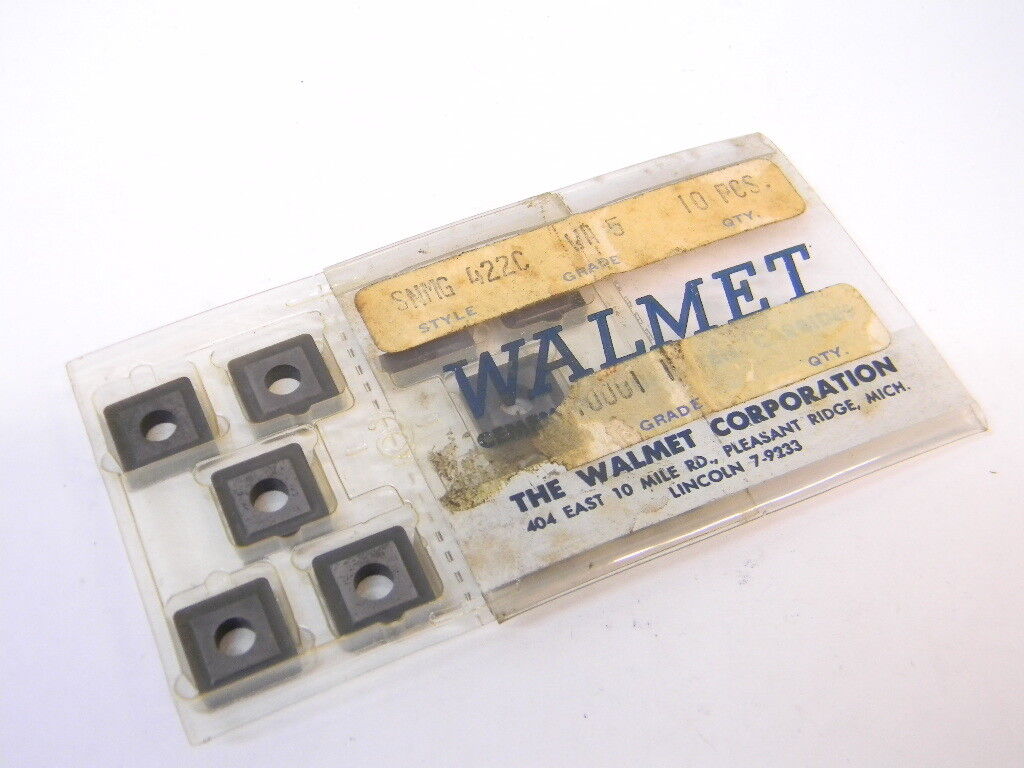 SNMG 422C WA 5 10 PCS.
STYLE GRADE QTY.
WALMET
GRADE QTY.
THE WALMET CORPORATION
404 EAST 10 MILE RD., PLEASANT RIDGE, MICH.
LINCOLN 7-9233